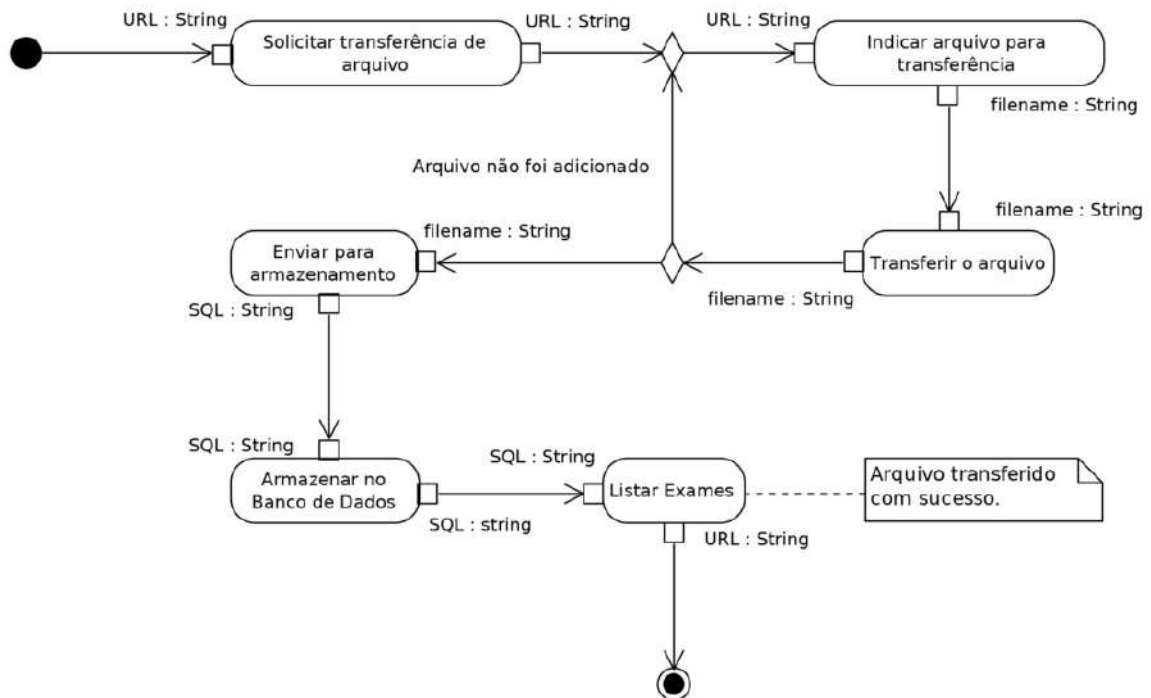 URL : String
URL : String
URL : String
Solicitar transferência de
arquivo
Indicar arquivo para
transferência
filename : String
Arquivo não foi adicionado
filename : String
filename : String
Enviar para
armazenamento
Transferir o arquivo
filename : String
SQL : String
SQL : String
Armazenar no
Banco de Dados
SQL : String
SQL : string
Listar Exames
URL : String
Arquivo transferido
com sucesso.